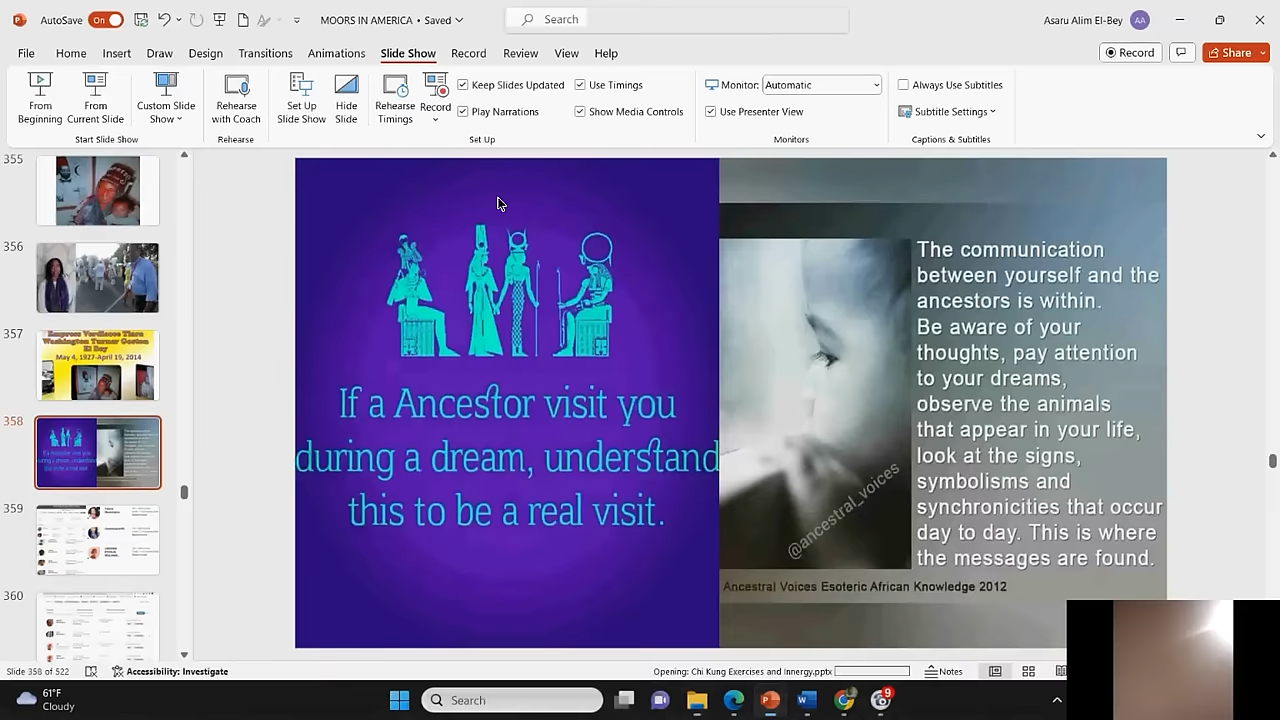 AutoSave
On
MOORS IN AMERICA • Saved
Search
Asaru Alim El-Bey
AA
File
Home
Insert
Draw
Design
Transitions
Animations
Slide Show
Record
Review
View
Help
Record
Share
From
Beginning
From
Current Slide
Custom Slide
Show
Rehearse
with Coach
Set Up
Slide Show
Hide
Slide
Rehearse
Timings
Record
Keep Slides Updated
Use Timings
Play Narrations
Show Media Controls
Monitor:
Automatic
Use Presenter View
Always Use Subtitles
Subtitle Settings
Start Slide Show
Rehearse
Set Up
Monitors
Captions & Subtitles
355
356
357
Empress Verdiacee Tiara
Washington Turner Goston
El Bey
May 4, 1927-April 19, 2014
358
359
360
If a Ancestor visit you
during a dream, understand
this to be a real visit.
The communication
between yourself and the
ancestors is within.
Be aware of your
thoughts, pay attention
to your dreams,
observe the animals
that appear in your life,
look at the signs,
symbolisms and
synchronicities that occur
day to day. This is where
the messages are found.
@ancestral_voices
Ancestral Voices Esoteric African Knowledge 2012
Slide 358 of 522
Accessibility: Investigate
Opening: Chi Kung Exercises and Innergy.pptx
Notes
61°F
Cloudy
Search
9